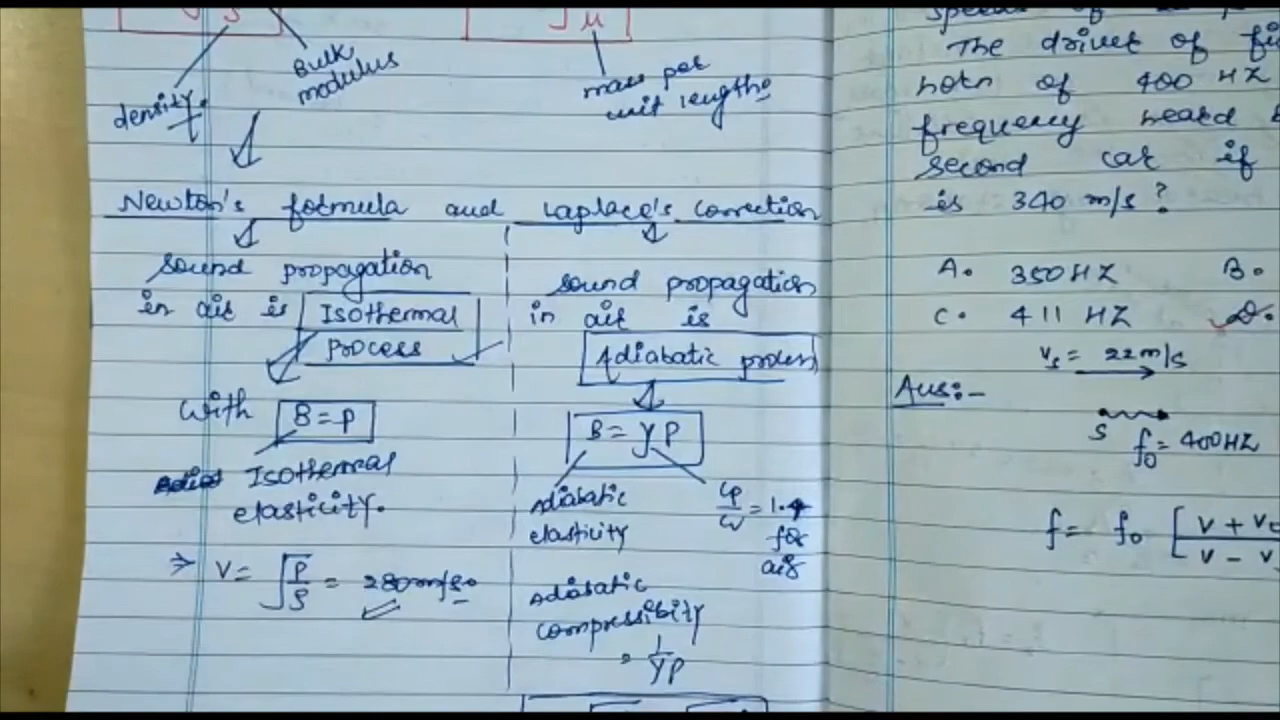 √ρ
√μ
Bulk
modulus
density.
mass per
unit length.
Newton's formula and Laplace's correction
Sound propagation
in air is Isothermal
process
With B = P
Isothermal
elasticity.
⇒ V = √P/ρ = 280 m/s.
Sound propagation
in air is
Adiabatic process
B = γP
Adiabatic
elasticity
Cp/Cv = 1.4
for
air
Adiabatic
compressibility
= 1/γP
The driver of
horn of 400 HZ
frequency heard
second car if
is 340 m/s?
A. 350 HZ B.
C. 411 HZ D.
Vs = 22 m/s
Ans:-
S
f₀ = 400HZ
f = f₀ [V + V₀ / V - V